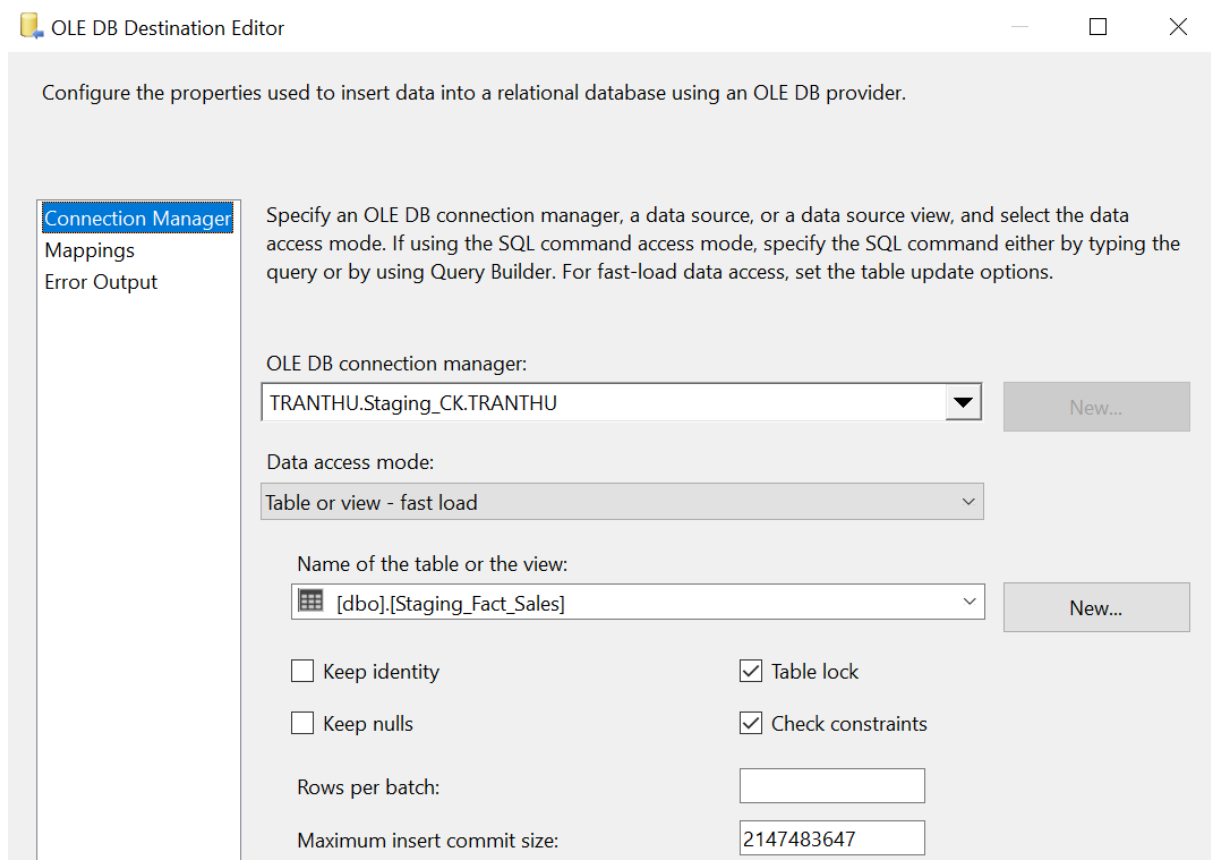 OLE DB Destination Editor
Configure the properties used to insert data into a relational database using an OLE DB provider.
Connection Manager
Mappings
Error Output
Specify an OLE DB connection manager, a data source, or a data source view, and select the data
access mode. If using the SQL command access mode, specify the SQL command either by typing the
query or by using Query Builder. For fast-load data access, set the table update options.
OLE DB connection manager:
TRANTHU.Staging_CK.TRANTHU
New...
Data access mode:
Table or view - fast load
Name of the table or the view:
[dbo].[Staging_Fact_Sales]
New...
Keep identity
Table lock
Keep nulls
Check constraints
Rows per batch:
Maximum insert commit size:
2147483647